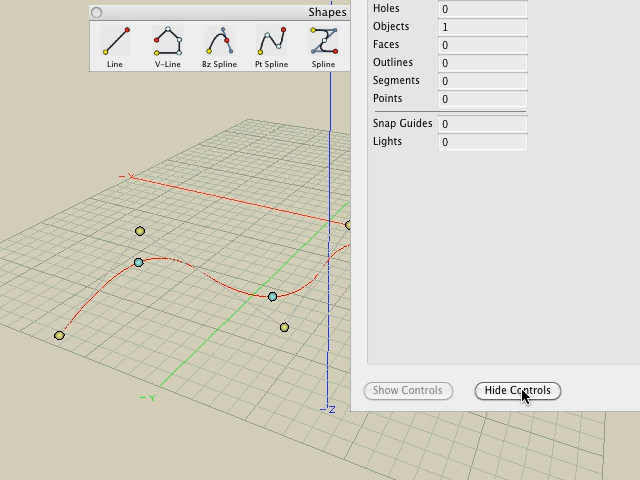 Shapes
Line V-Line Bz Spline Pt Spline Spline
Holes 0
Objects 1
Faces 0
Outlines 0
Segments 0
Points 0
Snap Guides 0
Lights 0
-X
-Y
-Z
Show Controls Hide Controls